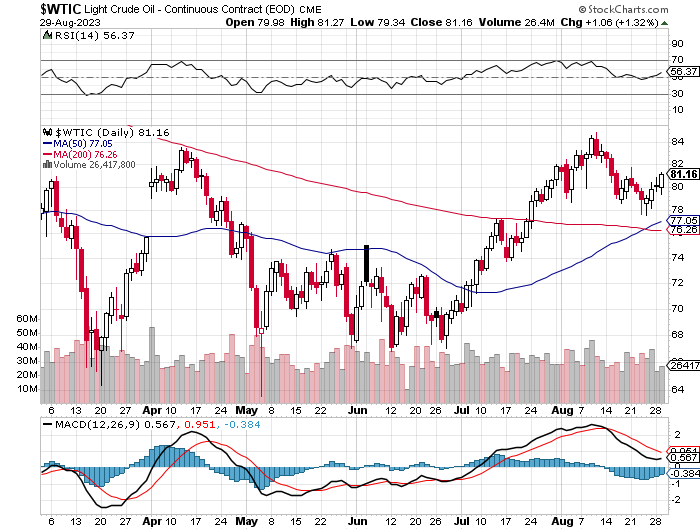 $WTIC Light Crude Oil - Continuous Contract (EOD) CME
© StockCharts.com
29-Aug-2023
Open 79.98 High 81.27 Low 79.34 Close 81.16 Volume 26.4M Chg +1.06 (+1.32%)
RSI(14) 56.37
90
70
56.37
50
30
10
$WTIC (Daily) 81.16
MA(50) 77.05
MA(200) 76.26
Volume 26,417,800
84
82
81.16
80
78
77.05
76.26
74
72
70
68
66
64
60M
50M
40M
30M
20M
10M
26417
6 13 20 27 Apr 10 17 24 May 8 15 22 Jun 12 20 26 Jul 10 17 24 Aug 7 14 21 28
MACD(12,26,9) 0.567, 0.951, -0.384
2
1
0.951
0.567
-0.384
-1
-2
6 13 20 27 Apr 10 17 24 May 8 15 22 Jun 12 20 26 Jul 10 17 24 Aug 7 14 21 28